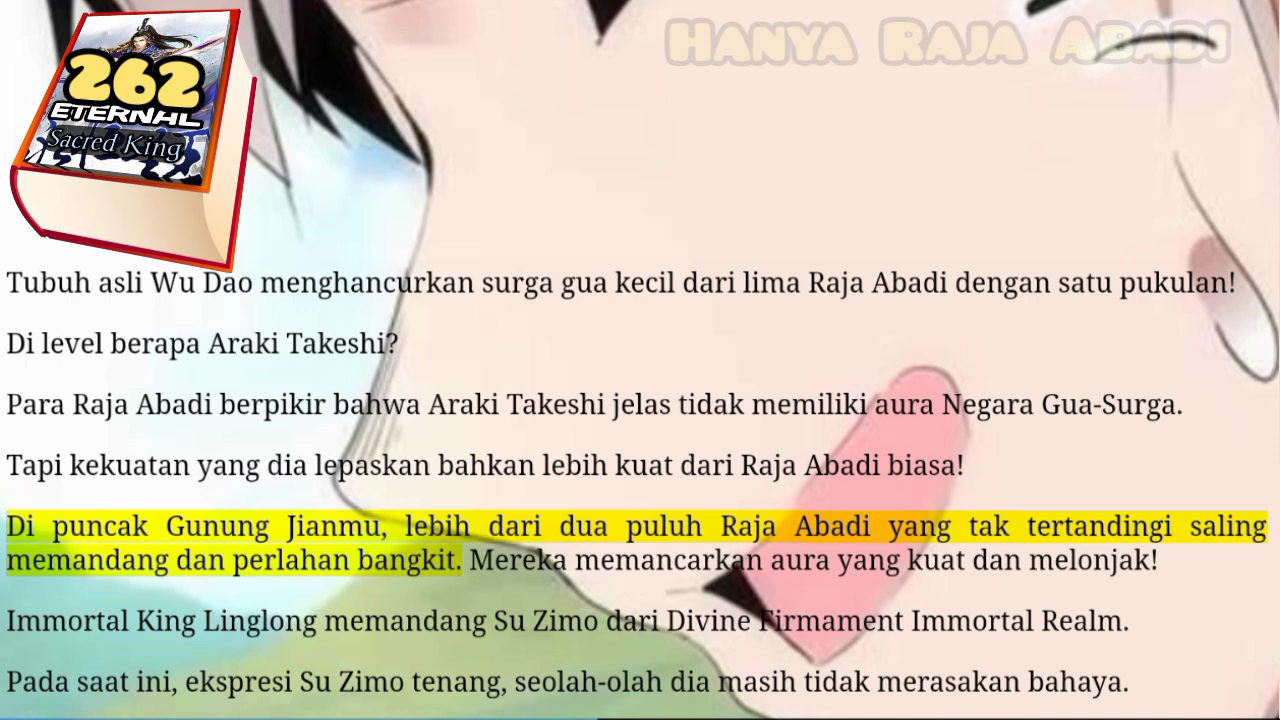 HANYA RAJA ABADI
262
ETERNAL
Sacred King
Tubuh asli Wu Dao menghancurkan surga gua kecil dari lima Raja Abadi dengan satu pukulan!
Di level berapa Araki Takeshi?
Para Raja Abadi berpikir bahwa Araki Takeshi jelas tidak memiliki aura Negara Gua-Surga.
Tapi kekuatan yang dia lepaskan bahkan lebih kuat dari Raja Abadi biasa!
Di puncak Gunung Jianmu, lebih dari dua puluh Raja Abadi yang tak tertandingi saling
memandang dan perlahan bangkit. Mereka memancarkan aura yang kuat dan melonjak!
Immortal King Linglong memandang Su Zimo dari Divine Firmament Immortal Realm.
Pada saat ini, ekspresi Su Zimo tenang, seolah-olah dia masih tidak merasakan bahaya.